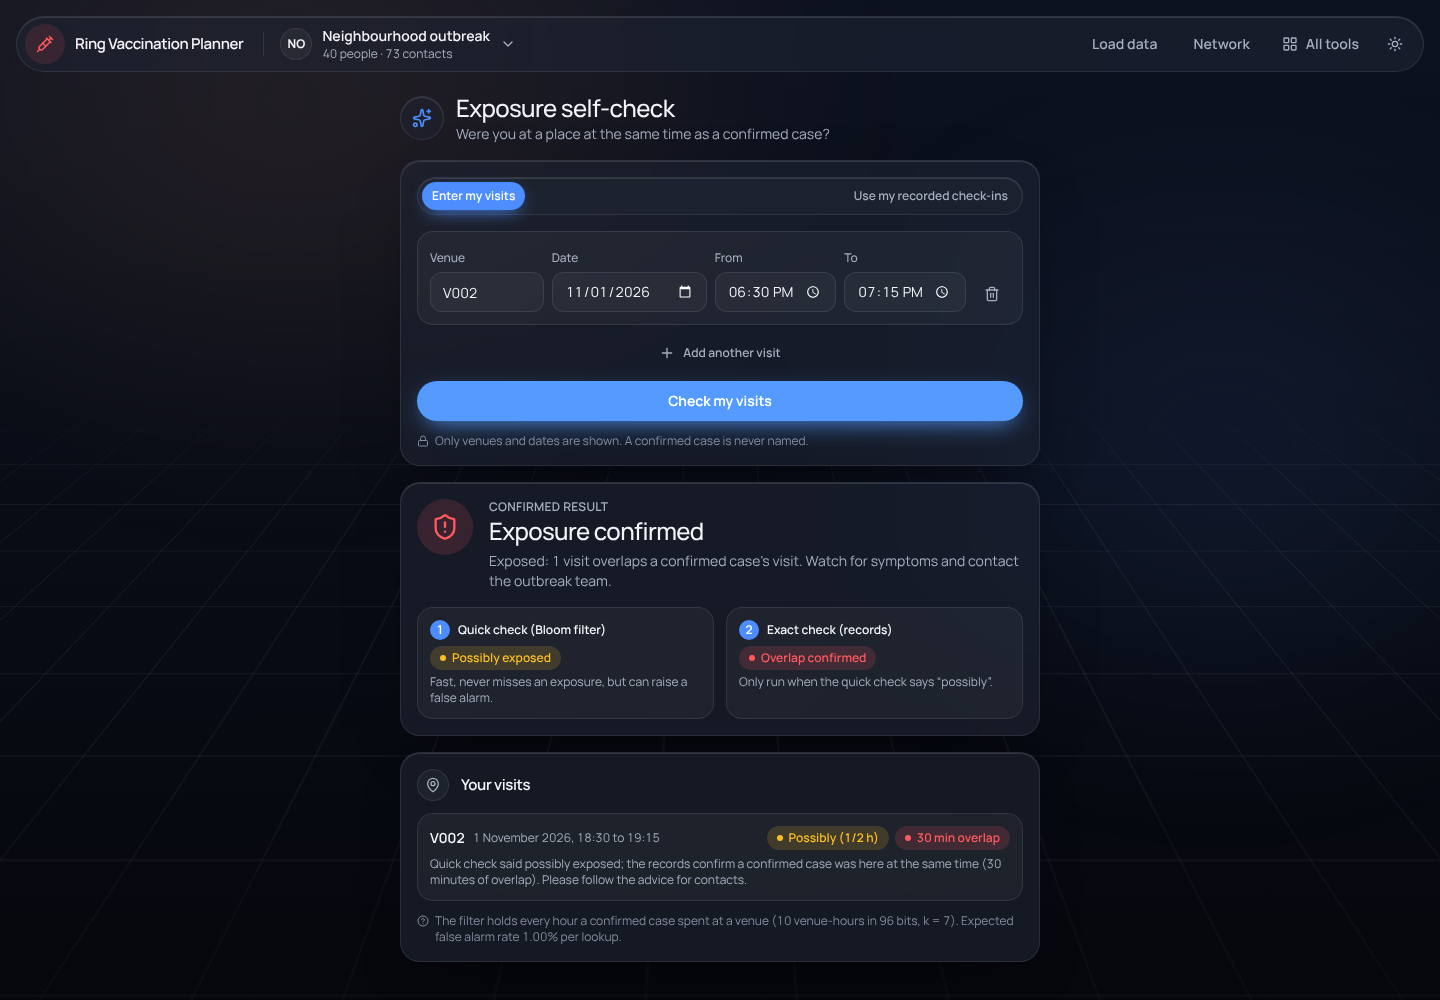 Ring Vaccination Planner
NO
Neighbourhood outbreak
40 people · 73 contacts
Load data
Network
All tools
Exposure self-check
Were you at a place at the same time as a confirmed case?
Enter my visits
Use my recorded check-ins
Venue Date From To
V002 11/01/2026 06:30 PM 07:15 PM
Add another visit
Check my visits
Only venues and dates are shown. A confirmed case is never named.
CONFIRMED RESULT
Exposure confirmed
Exposed: 1 visit overlaps a confirmed case's visit. Watch for symptoms and contact
the outbreak team.
1 Quick check (Bloom filter)
Possibly exposed
Fast, never misses an exposure, but can raise a
false alarm.
2 Exact check (records)
Overlap confirmed
Only run when the quick check says “possibly”.
Your visits
V002 1 November 2026, 18:30 to 19:15 Possibly (1/2 h) 30 min overlap
Quick check said possibly exposed; the records confirm a confirmed case was here at the same time (30
minutes of overlap). Please follow the advice for contacts.
The filter holds every hour a confirmed case spent at a venue (10 venue-hours in 96 bits, k = 7). Expected
false alarm rate 1.00% per lookup.